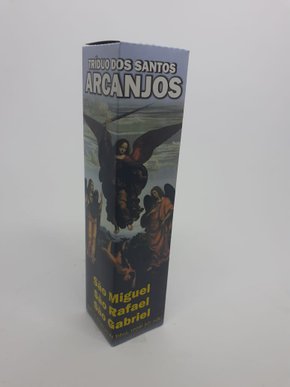 TRÍDUO DOS SANTOS
ARCANJOS
São Miguel
São Rafael
São Gabriel